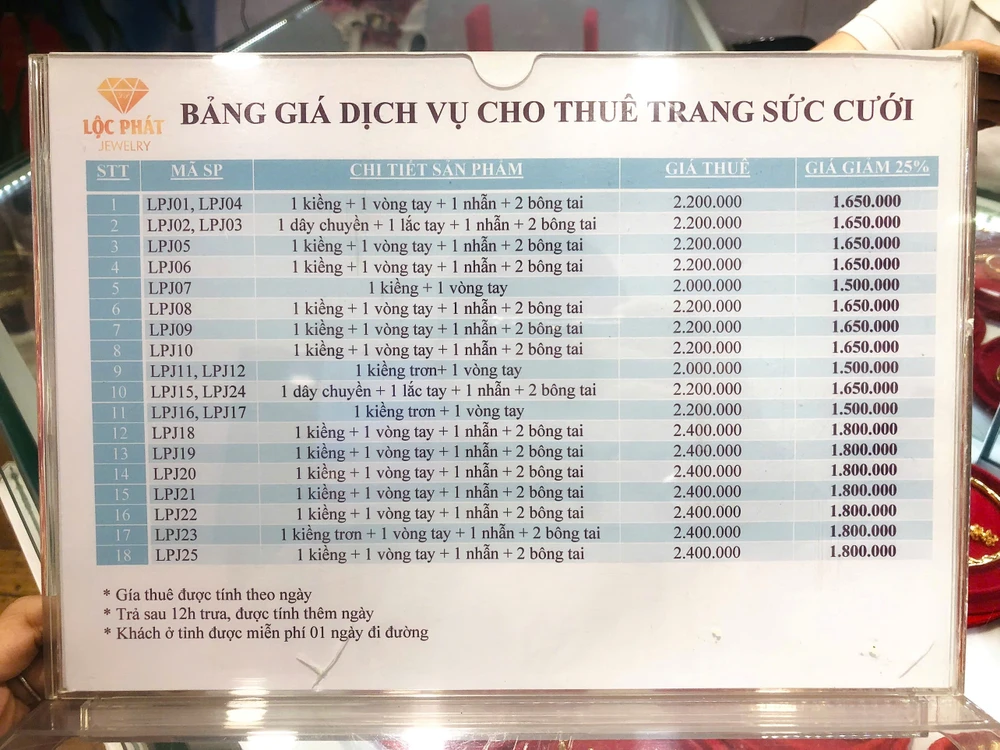 LỘC PHÁT
JEWELRY
BẢNG GIÁ DỊCH VỤ CHO THUÊ TRANG SỨC CƯỚI
STT MÃ SP CHI TIẾT SẢN PHẨM GIÁ THUÊ GIÁ GIẢM 25%
1 LPJ01, LPJ04 1 kiềng + 1 vòng tay + 1 nhẫn + 2 bông tai 2.200.000 1.650.000
2 LPJ02, LPJ03 1 dây chuyền + 1 lắc tay + 1 nhẫn + 2 bông tai 2.200.000 1.650.000
3 LPJ05 1 kiềng + 1 vòng tay + 1 nhẫn + 2 bông tai 2.200.000 1.650.000
4 LPJ06 1 kiềng + 1 vòng tay + 1 nhẫn + 2 bông tai 2.200.000 1.650.000
5 LPJ07 1 kiềng + 1 vòng tay 2.000.000 1.500.000
6 LPJ08 1 kiềng + 1 vòng tay + 1 nhẫn + 2 bông tai 2.200.000 1.650.000
7 LPJ09 1 kiềng + 1 vòng tay + 1 nhẫn + 2 bông tai 2.200.000 1.650.000
8 LPJ10 1 kiềng + 1 vòng tay + 1 nhẫn + 2 bông tai 2.200.000 1.650.000
9 LPJ11, LPJ12 1 kiềng trơn+ 1 vòng tay 2.000.000 1.500.000
10 LPJ15, LPJ24 1 dây chuyền + 1 lắc tay + 1 nhẫn + 2 bông tai 2.200.000 1.650.000
11 LPJ16, LPJ17 1 kiềng trơn + 1 vòng tay 2.200.000 1.500.000
12 LPJ18 1 kiềng + 1 vòng tay + 1 nhẫn + 2 bông tai 2.400.000 1.800.000
13 LPJ19 1 kiềng + 1 vòng tay + 1 nhẫn + 2 bông tai 2.400.000 1.800.000
14 LPJ20 1 kiềng + 1 vòng tay + 1 nhẫn + 2 bông tai 2.400.000 1.800.000
15 LPJ21 1 kiềng + 1 vòng tay + 1 nhẫn + 2 bông tai 2.400.000 1.800.000
16 LPJ22 1 kiềng + 1 vòng tay + 1 nhẫn + 2 bông tai 2.400.000 1.800.000
17 LPJ23 1 kiềng trơn + 1 vòng tay + 1 nhẫn + 2 bông tai 2.400.000 1.800.000
18 LPJ25 1 kiềng + 1 vòng tay + 1 nhẫn + 2 bông tai 2.400.000 1.800.000
* Gía thuê được tính theo ngày
* Trả sau 12h trưa, được tính thêm ngày
* Khách ở tỉnh được miễn phí 01 ngày đi đường